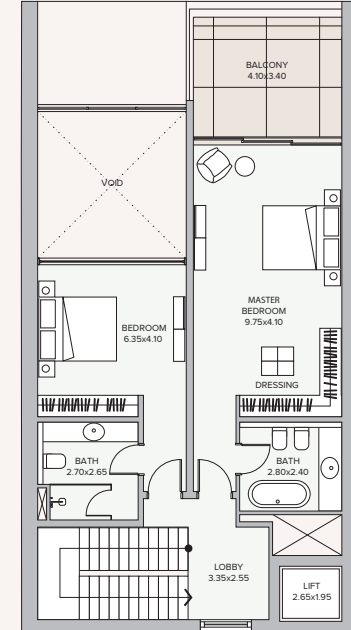 BALCONY
4.10x3.40
VOID
MASTER
BEDROOM
9.75x4.10
BEDROOM
6.35x4.10
DRESSING
BATH
2.70x2.65
BATH
2.80x2.40
LOBBY
3.35x2.55
LIFT
2.65x1.95